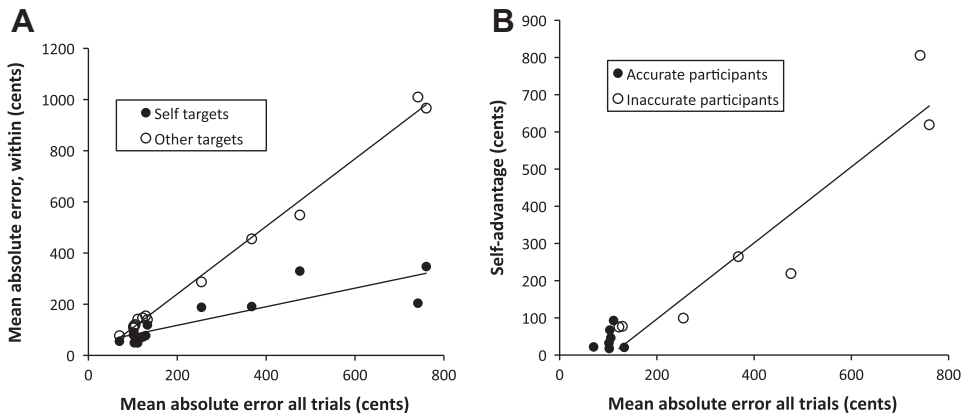 A
Mean absolute error, within (cents)
1200
1000
800
600
400
200
0
Self targets
Other targets
0 200 400 600 800
Mean absolute error all trials (cents)
B
Self-advantage (cents)
900
800
700
600
500
400
300
200
100
0
Accurate participants
Inaccurate participants
0 200 400 600 800
Mean absolute error all trials (cents)